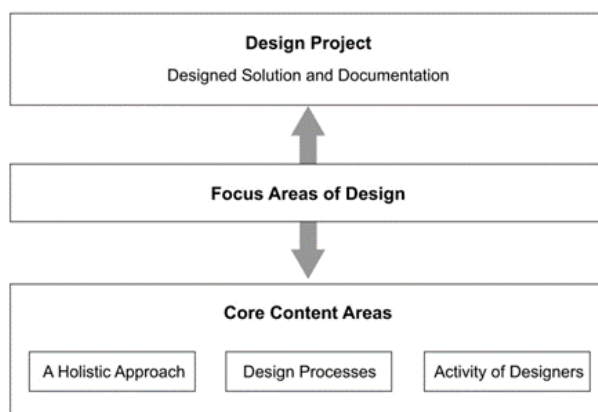 Design Project
Designed Solution and Documentation
Focus Areas of Design
Core Content Areas
A Holistic Approach
Design Processes
Activity of Designers